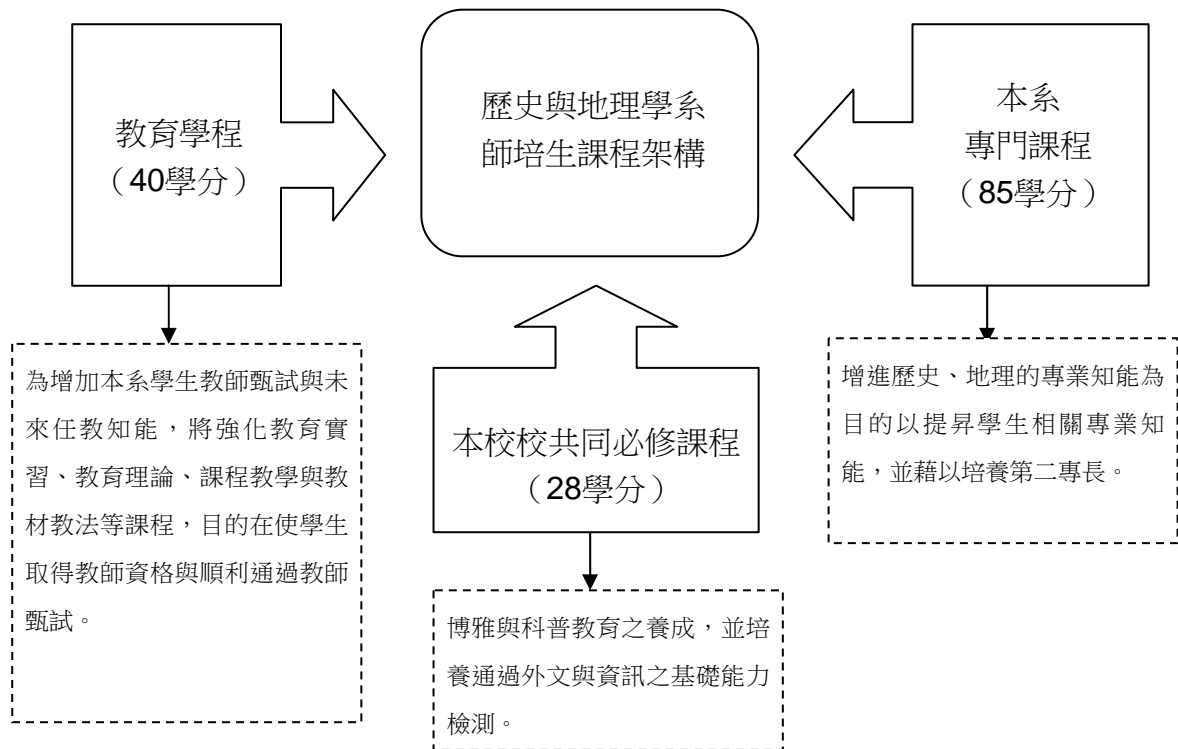 歷史與地理學系
師培生課程架構
教育學程
（40學分）
本系
專門課程
（85學分）
為增加本系學生教師甄試與未
來任教知能，將強化教育實
習、教育理論、課程教學與教
材教法等課程，目的在使學生
取得教師資格與順利通過教師
甄試。
本校校共同必修課程
（28學分）
增進歷史、地理的專業知能為
目的以提昇學生相關專業知
能，並藉以培養第二專長。
博雅與科普教育之養成，並培
養通過外文與資訊之基礎能力
檢測。